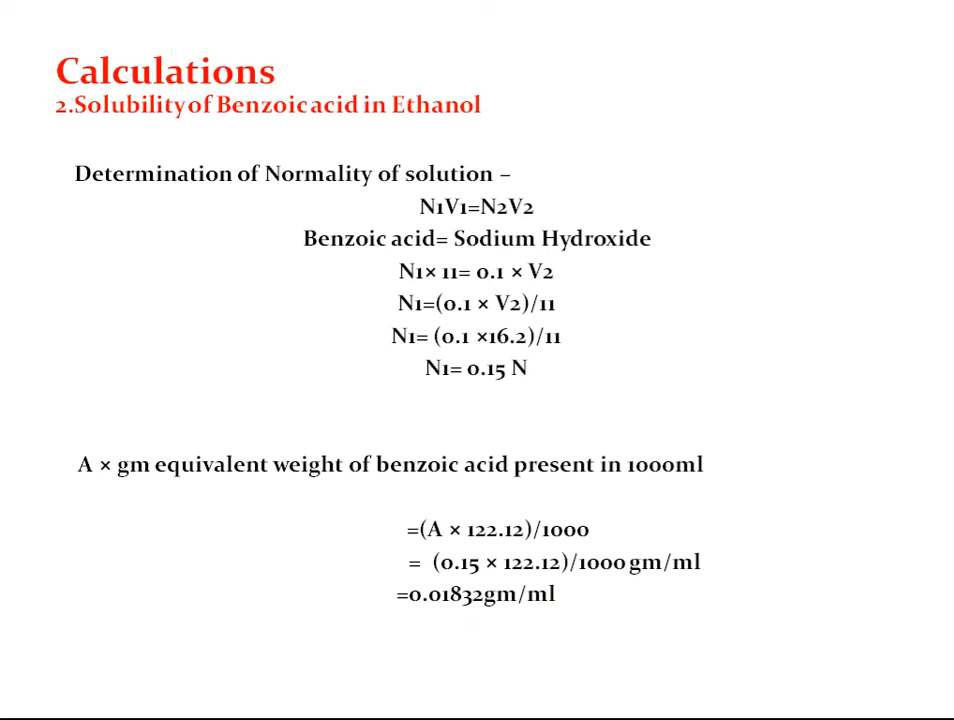 Calculations
2.Solubility of Benzoic acid in Ethanol
Determination of Normality of solution –
N1V1=N2V2
Benzoic acid= Sodium Hydroxide
N1× 11= 0.1 × V2
N1=(0.1 × V2)/11
N1= (0.1 ×16.2)/11
N1= 0.15 N
A × gm equivalent weight of benzoic acid present in 1000ml
=(A × 122.12)/1000
= (0.15 × 122.12)/1000 gm/ml
=0.01832gm/ml